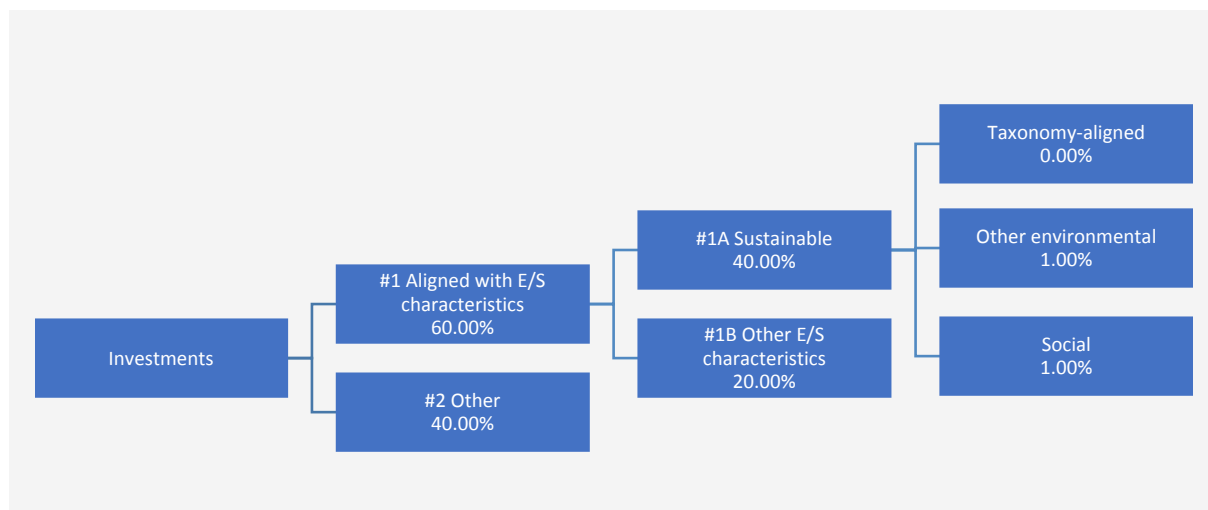 Investments
#1 Aligned with E/S
characteristics
60.00%
#2 Other
40.00%
#1A Sustainable
40.00%
#1B Other E/S
characteristics
20.00%
Taxonomy-aligned
0.00%
Other environmental
1.00%
Social
1.00%